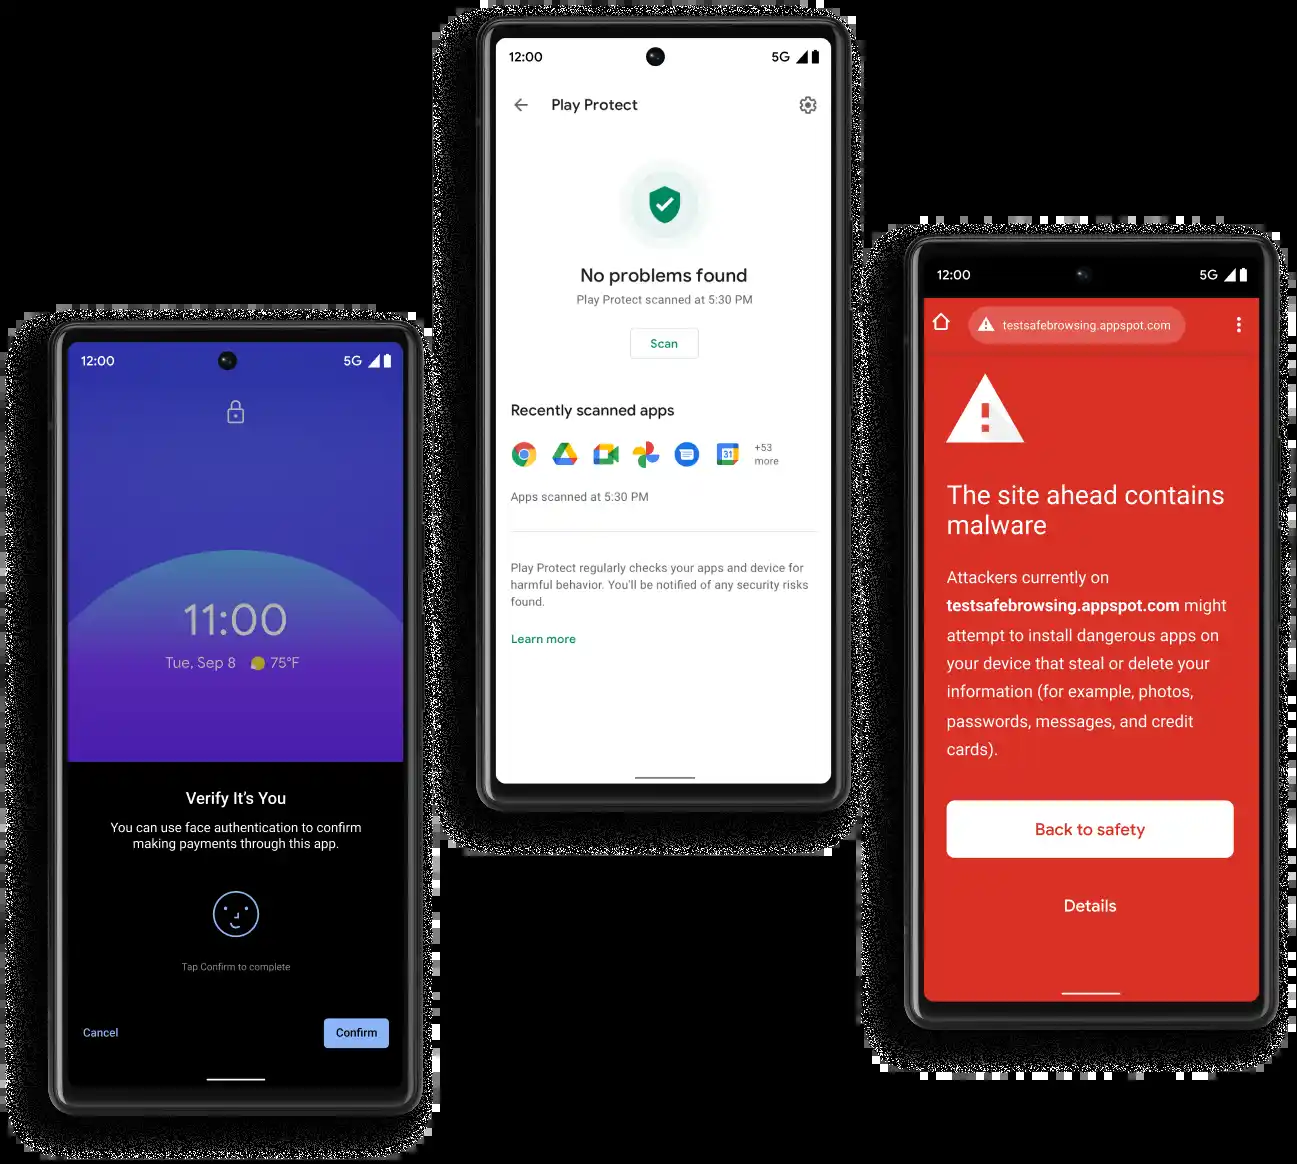 12:00
5G
11:00
Tue, Sep 8 75°F
Verify It's You
You can use face authentication to confirm
making payments through this app.
Tap Confirm to complete
Cancel
Confirm
12:00
5G
Play Protect
No problems found
Play Protect scanned at 5:30 PM
Scan
Recently scanned apps
31
+53
more
Apps scanned at 5:30 PM
Play Protect regularly checks your apps and device for
harmful behavior. You'll be notified of any security risks
found.
Learn more
12:00
5G
testsafebrowsing.appspot.com
The site ahead contains
malware
Attackers currently on
testsafebrowsing.appspot.com might
attempt to install dangerous apps on
your device that steal or delete your
information (for example, photos,
passwords, messages, and credit
cards).
Back to safety
Details